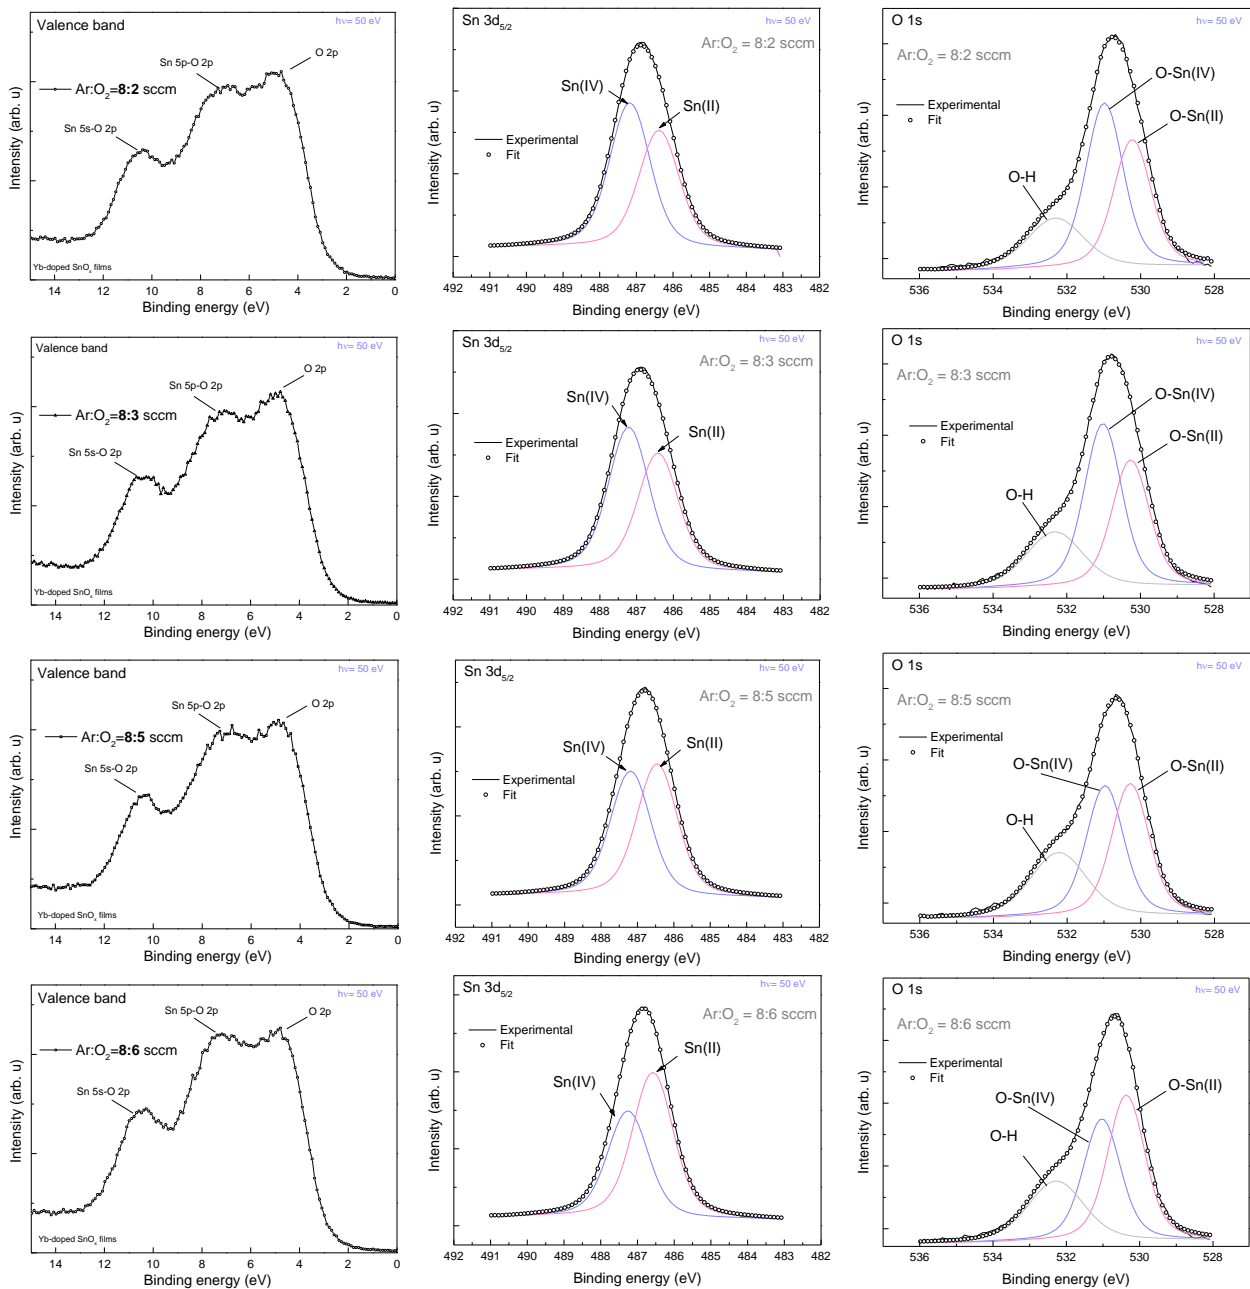 Valence band
hν= 50 eV
O 2p
Sn 5p-O 2p
Ar:O₂=8:2 sccm
Sn 5s-O 2p
Yb-doped SnOₓ films
Intensity (arb. u)
14 12 10 8 6 4 2 0
Binding energy (eV)
Sn 3d₅/₂
hν= 50 eV
Ar:O₂ = 8:2 sccm
Sn(IV)
Sn(II)
Experimental
Fit
Intensity (arb. u)
492 491 490 489 488 487 486 485 484 483 482
Binding energy (eV)
O 1s
hν= 50 eV
Ar:O₂ = 8:2 sccm
O-Sn(IV)
O-Sn(II)
Experimental
Fit
O-H
Intensity (arb. u)
536 534 532 530 528
Binding energy (eV)
Valence band
hν= 50 eV
O 2p
Sn 5p-O 2p
Ar:O₂=8:3 sccm
Sn 5s-O 2p
Yb-doped SnOₓ films
Intensity (arb. u)
14 12 10 8 6 4 2 0
Binding energy (eV)
Sn 3d₅/₂
hν= 50 eV
Ar:O₂ = 8:3 sccm
Sn(IV)
Sn(II)
Experimental
Fit
Intensity (arb. u)
492 491 490 489 488 487 486 485 484 483 482
Binding energy (eV)
O 1s
hν= 50 eV
Ar:O₂ = 8:3 sccm
O-Sn(IV)
O-Sn(II)
Experimental
Fit
O-H
Intensity (arb. u)
536 534 532 530 528
Binding energy (eV)
Valence band
hν= 50 eV
Sn 5p-O 2p
O 2p
Ar:O₂=8:5 sccm
Sn 5s-O 2p
Yb-doped SnOₓ films
Intensity (arb. u)
14 12 10 8 6 4 2 0
Binding energy (eV)
Sn 3d₅/₂
hν= 50 eV
Ar:O₂ = 8:5 sccm
Sn(IV)
Sn(II)
Experimental
Fit
Intensity (arb. u)
492 491 490 489 488 487 486 485 484 483 482
Binding energy (eV)
O 1s
hν= 50 eV
Ar:O₂ = 8:5 sccm
Experimental
Fit
O-Sn(IV)
O-Sn(II)
O-H
Intensity (arb. u)
536 534 532 530 528
Binding energy (eV)
Valence band
hν= 50 eV
Sn 5p-O 2p
O 2p
Ar:O₂=8:6 sccm
Sn 5s-O 2p
Yb-doped SnOₓ films
Intensity (arb. u)
14 12 10 8 6 4 2 0
Binding energy (eV)
Sn 3d₅/₂
hν= 50 eV
Ar:O₂ = 8:6 sccm
Experimental
Fit
Sn(II)
Sn(IV)
Intensity (arb. u)
492 491 490 489 488 487 486 485 484 483 482
Binding energy (eV)
O 1s
hν= 50 eV
Ar:O₂ = 8:6 sccm
Experimental
Fit
O-Sn(II)
O-Sn(IV)
O-H
Intensity (arb. u)
536 534 532 530 528
Binding energy (eV)